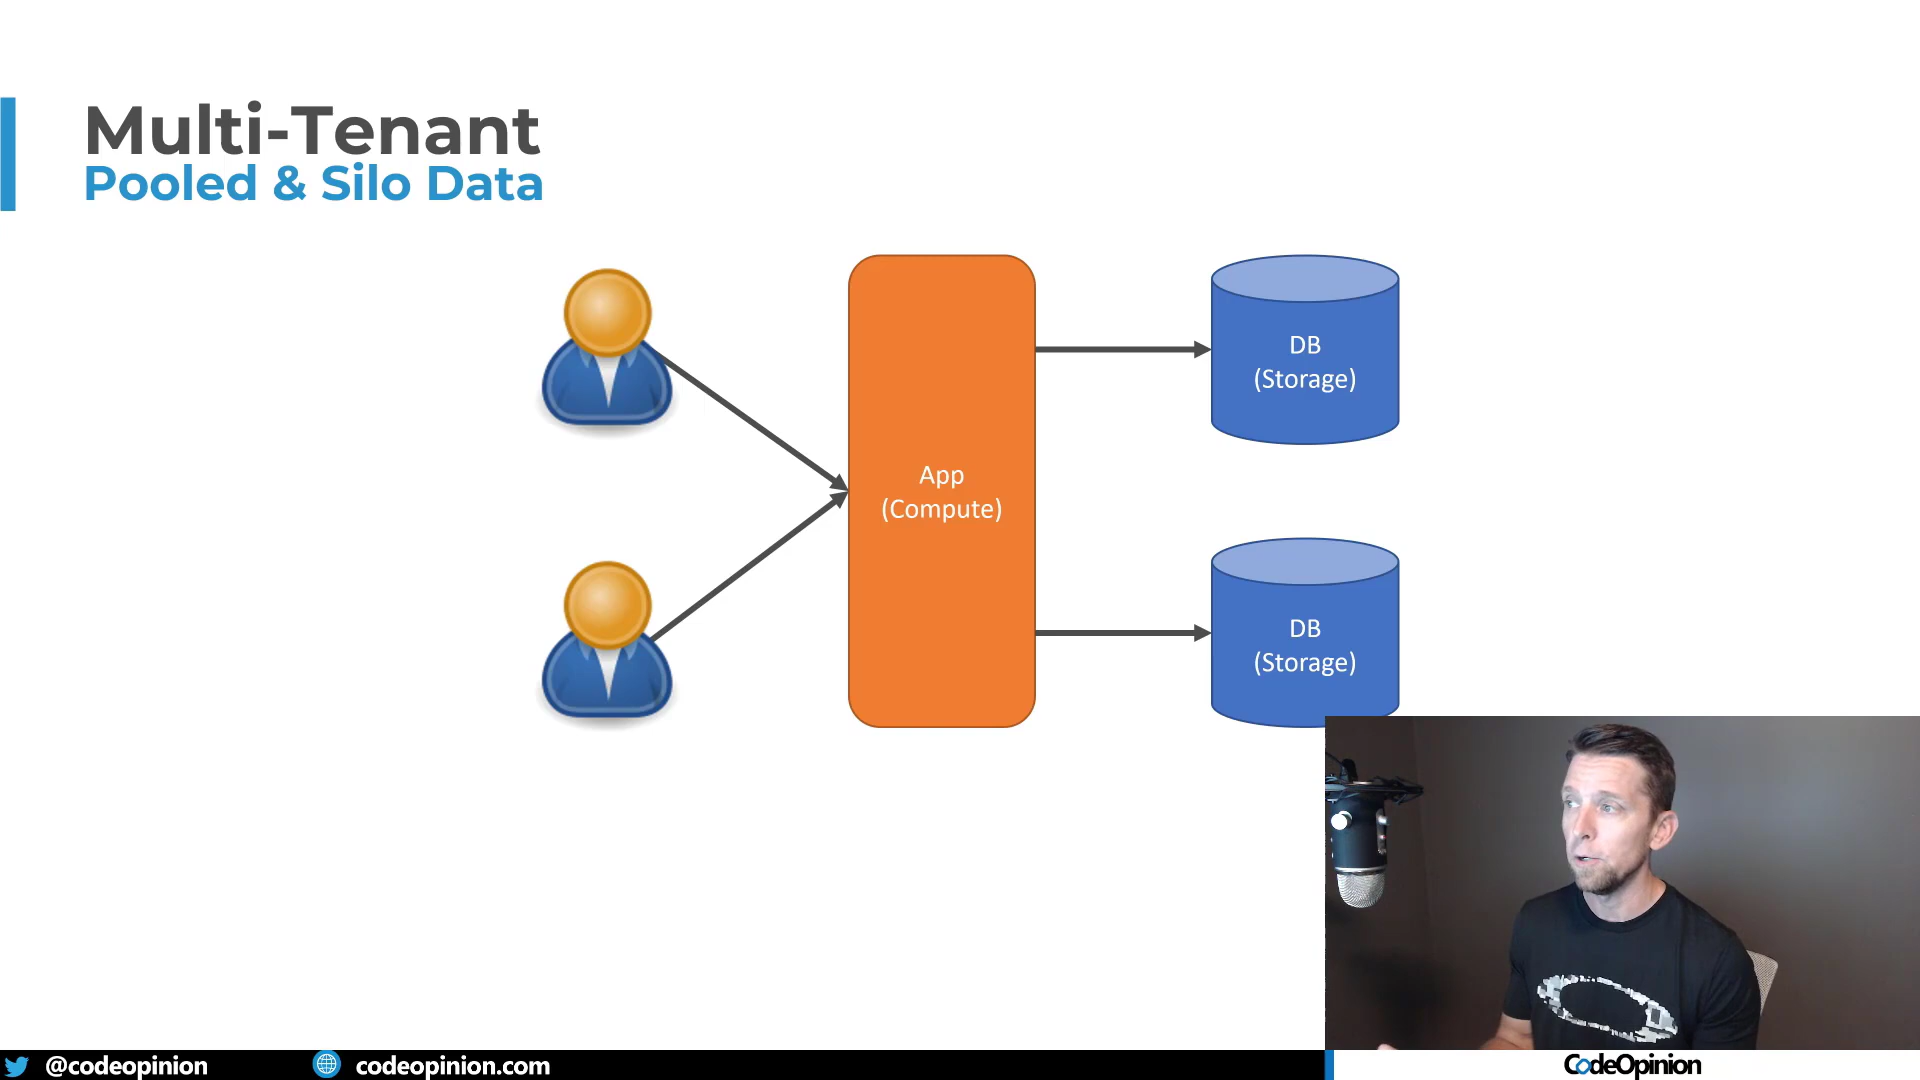 Multi-Tenant
Pooled & Silo Data
App
(Compute)
DB
(Storage)
DB
(Storage)
@codeopinion
codeopinion.com
CodeOpinion